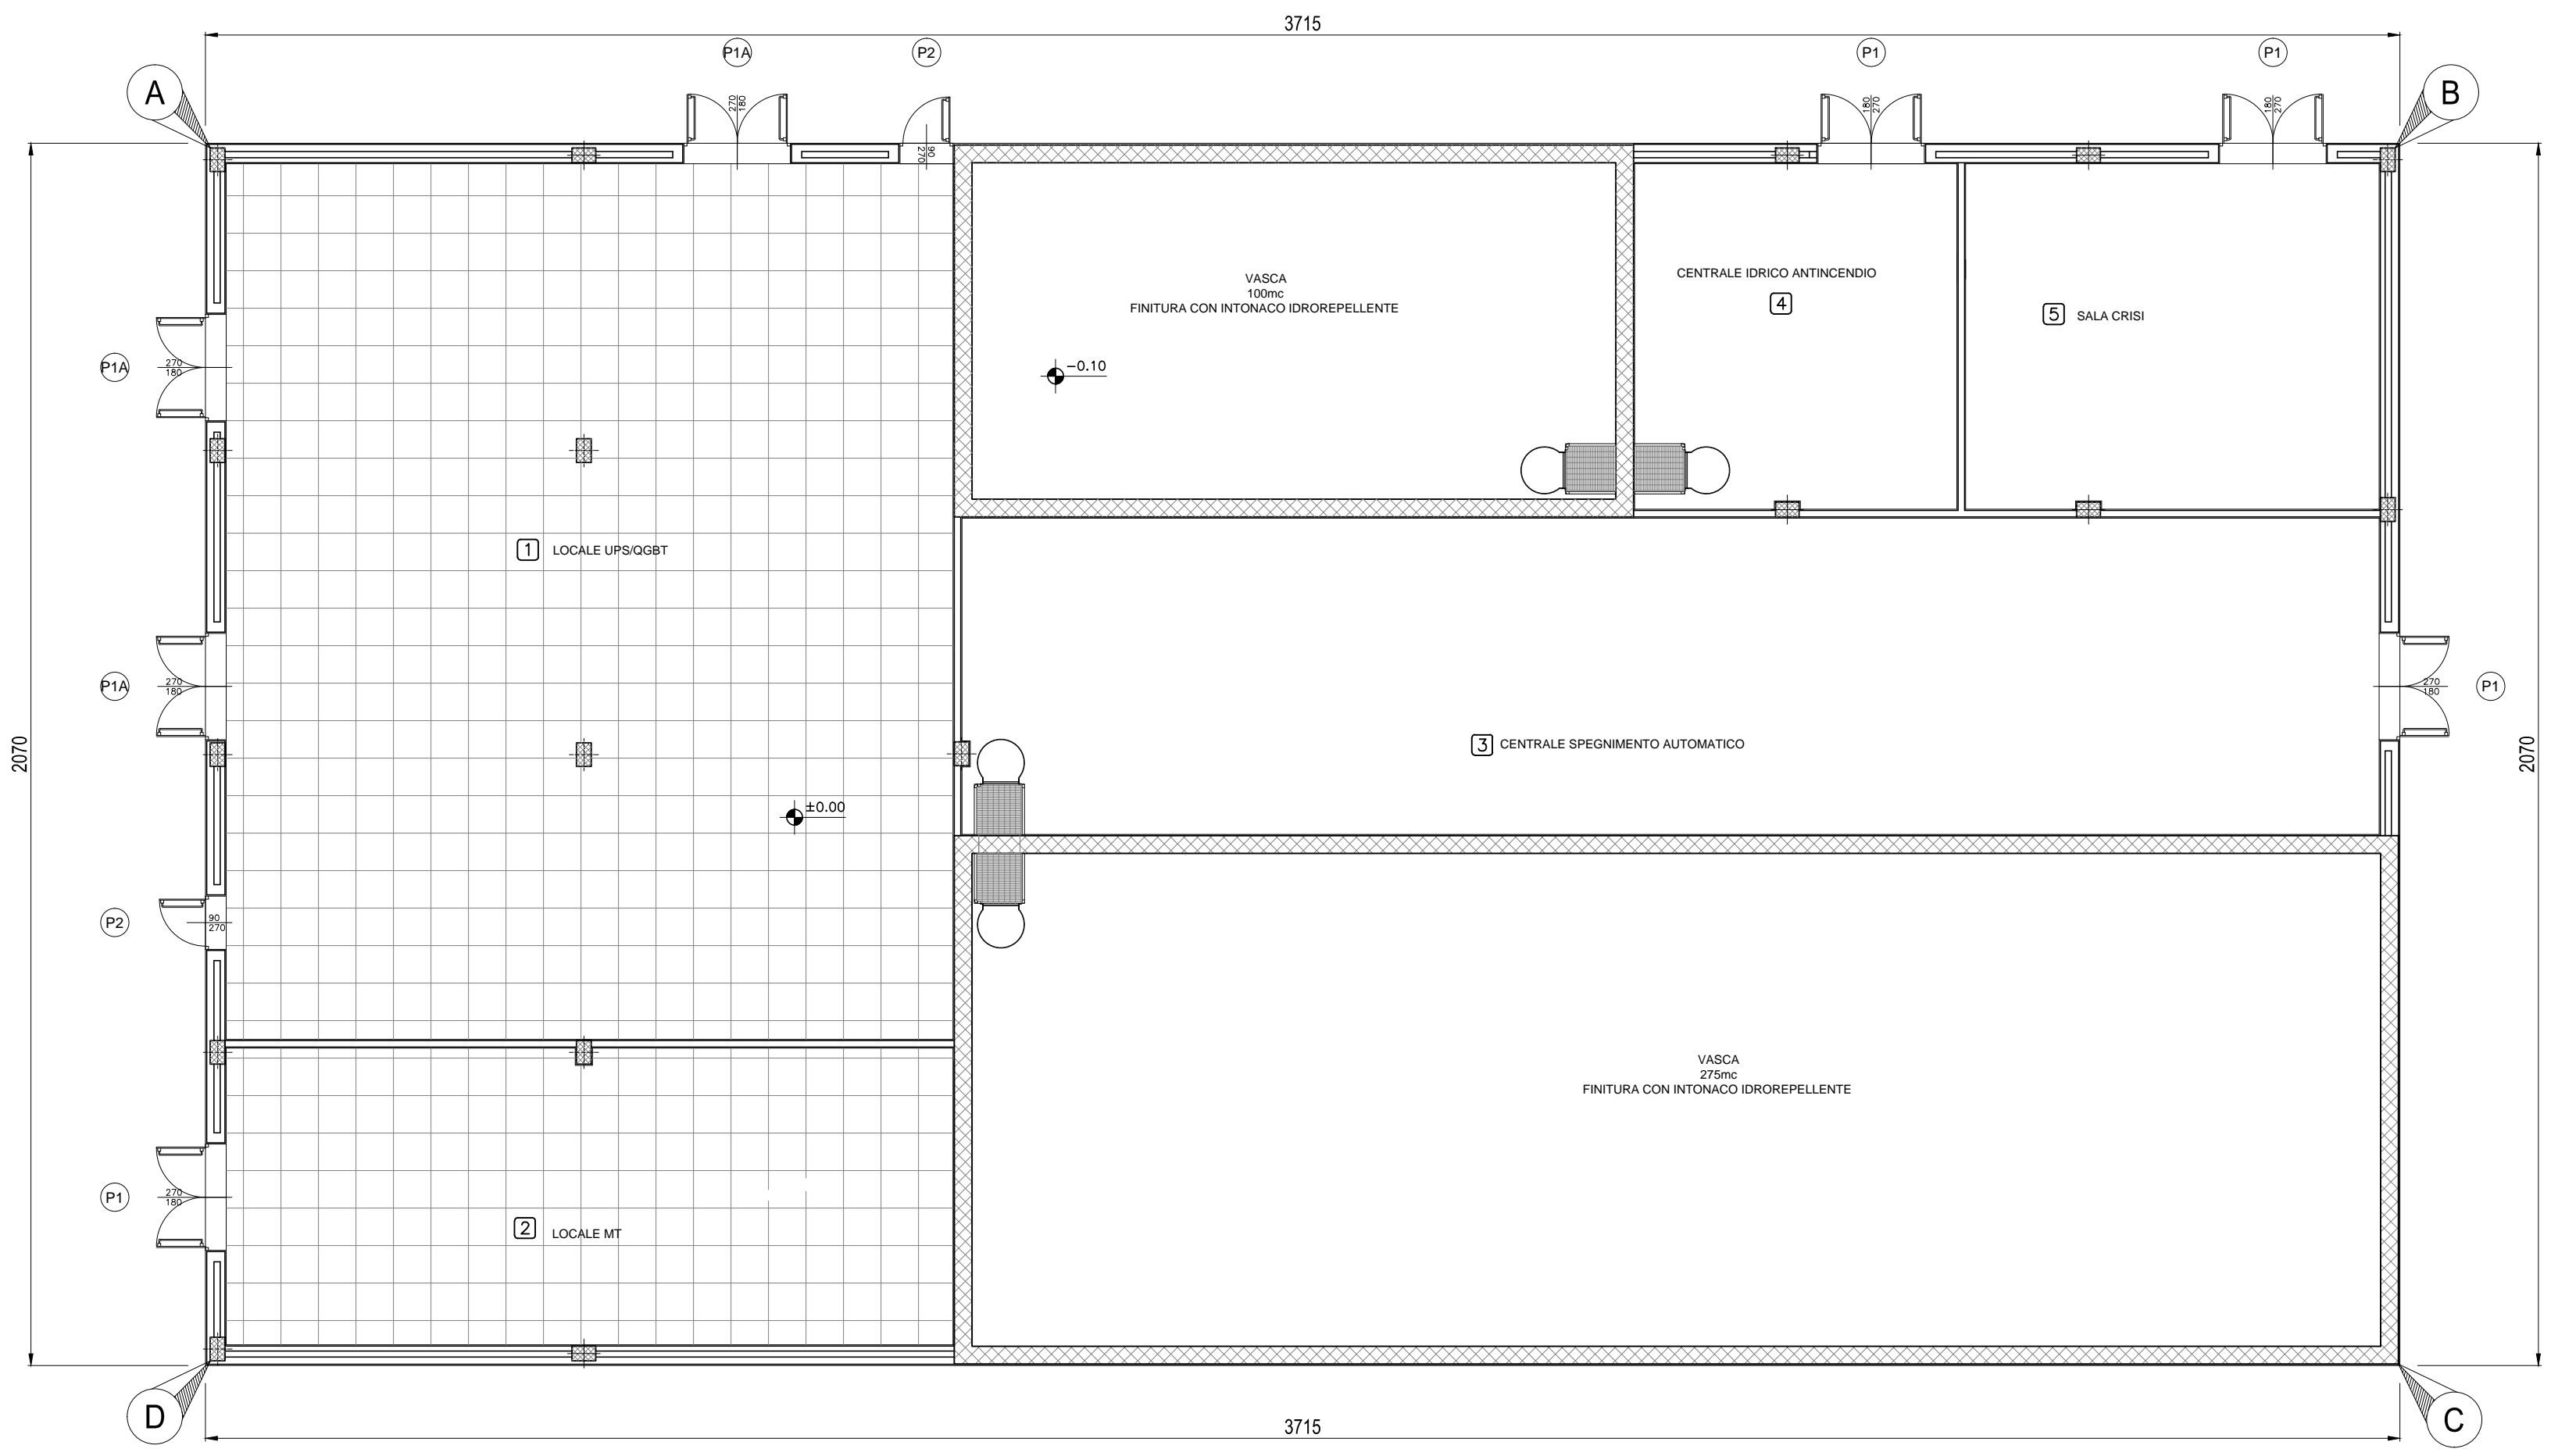 3715
P1A
P2
P1
P1
A
B
270
180
90
270
180
270
180
270
VASCA
100mc
FINITURA CON INTONACO IDROREPELLENTE
CENTRALE IDRICO ANTINCENDIO
4
5 SALA CRISI
P1A
270
180
−0.10
1 LOCALE UPS/QGBT
P1A
270
180
270
180
P1
2070
2070
3 CENTRALE SPEGNIMENTO AUTOMATICO
±0.00
P2
90
270
VASCA
275mc
FINITURA CON INTONACO IDROREPELLENTE
P1
270
180
2 LOCALE MT
D
C
3715